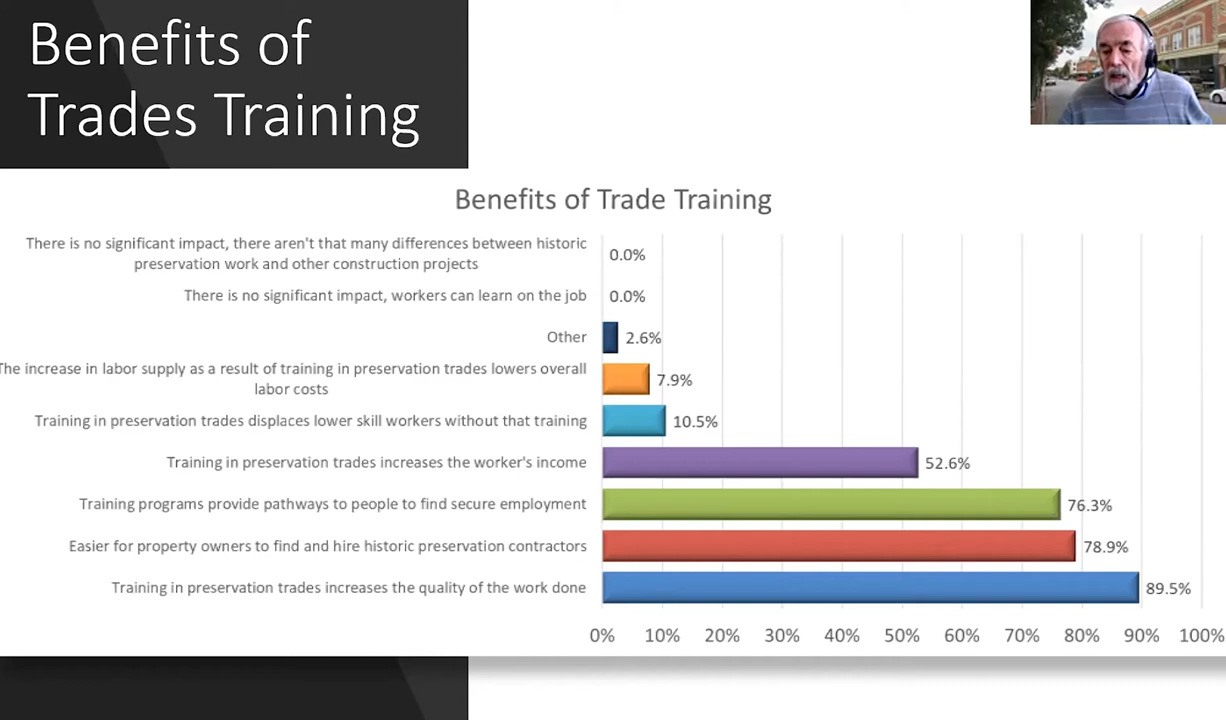 Benefits of
Trades Training
Benefits of Trade Training
There is no significant impact, there aren't that many differences between historic
preservation work and other construction projects
0.0%
There is no significant impact, workers can learn on the job
0.0%
Other
2.6%
The increase in labor supply as a result of training in preservation trades lowers overall
labor costs
7.9%
Training in preservation trades displaces lower skill workers without that training
10.5%
Training in preservation trades increases the worker's income
52.6%
Training programs provide pathways to people to find secure employment
76.3%
Easier for property owners to find and hire historic preservation contractors
78.9%
Training in preservation trades increases the quality of the work done
89.5%
0% 10% 20% 30% 40% 50% 60% 70% 80% 90% 100%